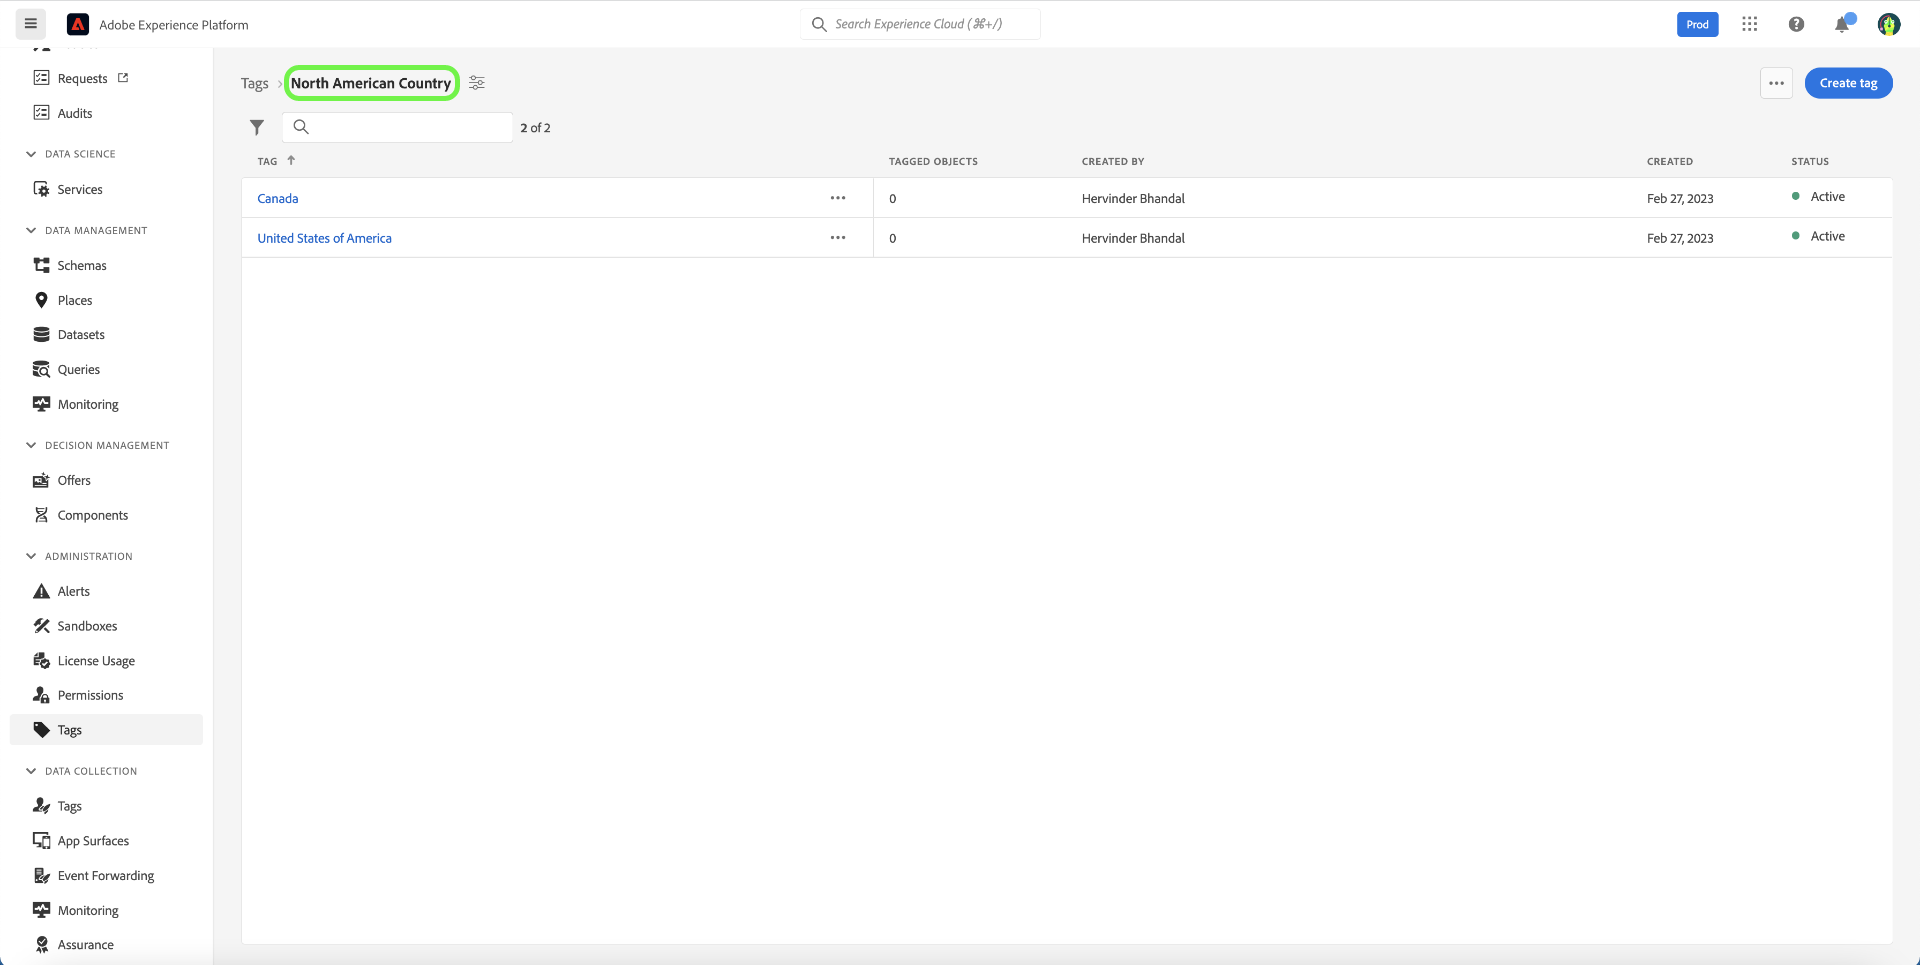 Adobe Experience Platform
Search Experience Cloud (⌘+/)
Prod
Requests
Audits
DATA SCIENCE
Services
DATA MANAGEMENT
Schemas
Places
Datasets
Queries
Monitoring
DECISION MANAGEMENT
Offers
Components
ADMINISTRATION
Alerts
Sandboxes
License Usage
Permissions
Tags
DATA COLLECTION
Tags
App Surfaces
Event Forwarding
Monitoring
Assurance
Tags › North American Country
Create tag
2 of 2
TAG TAGGED OBJECTS CREATED BY CREATED STATUS
Canada 0 Hervinder Bhandal Feb 27, 2023 Active
United States of America 0 Hervinder Bhandal Feb 27, 2023 Active